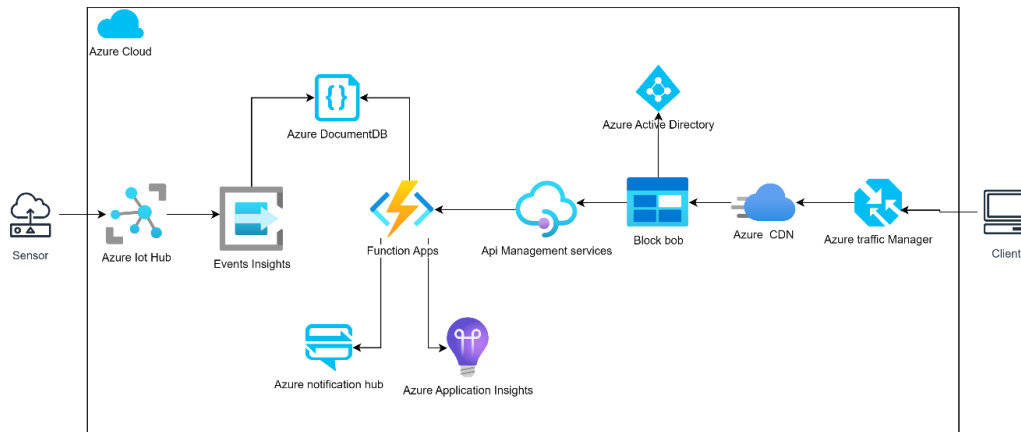 Azure Cloud
Azure DocumentDB
Azure Active Directory
Sensor
Azure Iot Hub
Events Insights
Function Apps
Api Management services
Block bob
Azure CDN
Azure traffic Manager
Client
Azure notification hub
Azure Application Insights